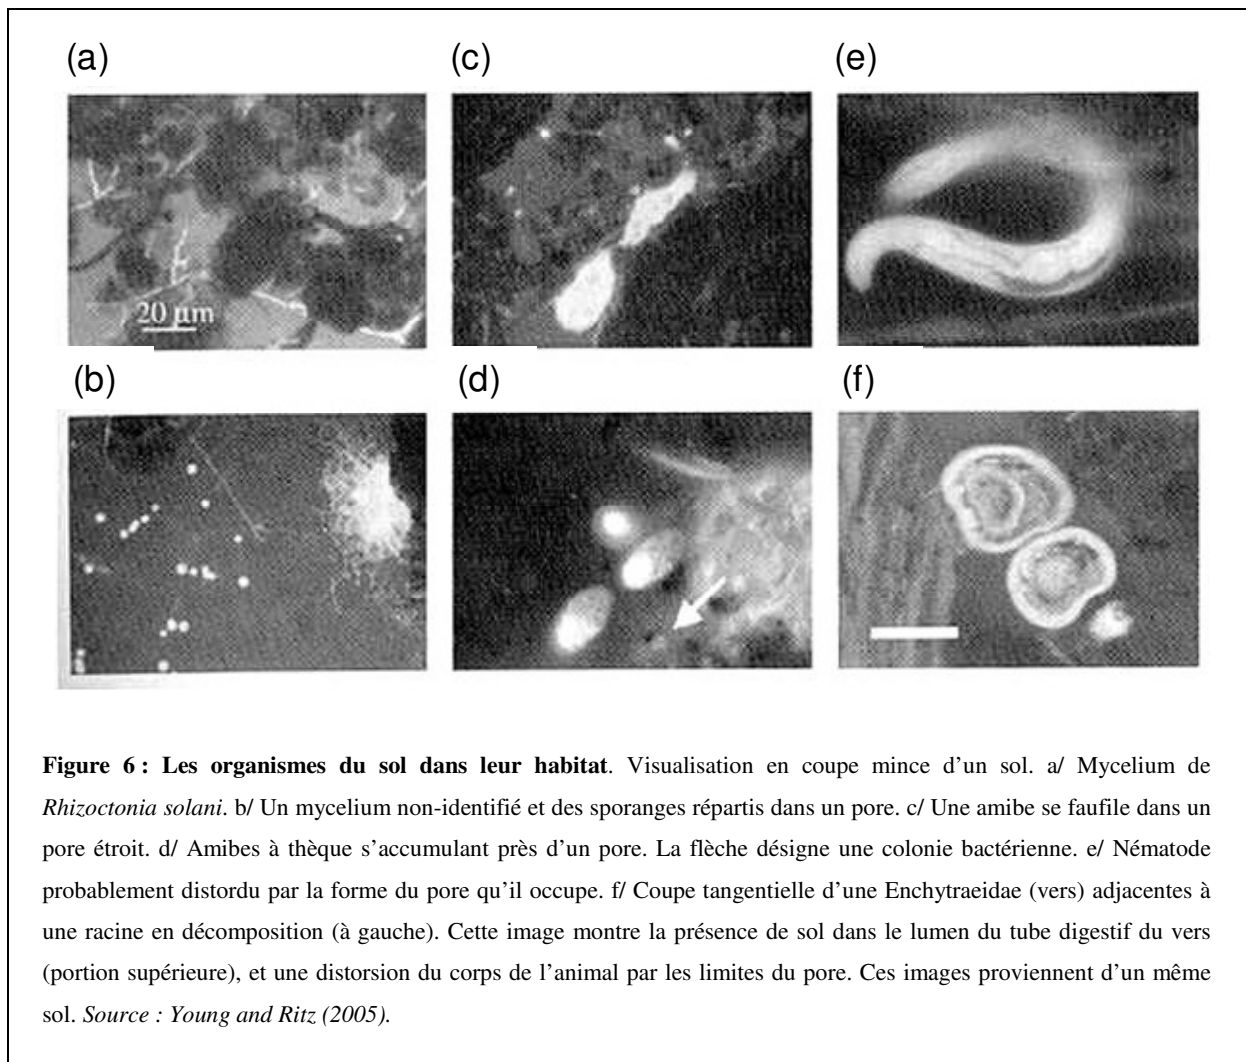 (a)
(c)
(e)
20 µm
(b)
(d)
(f)
Figure 6 : Les organismes du sol dans leur habitat. Visualisation en coupe mince d’un sol. a/ Mycelium de
Rhizoctonia solani. b/ Un mycelium non-identifié et des sporanges répartis dans un pore. c/ Une amibe se faufile dans un
pore étroit. d/ Amibes à thèque s’accumulant près d’un pore. La flèche désigne une colonie bactérienne. e/ Nématode
probablement distordu par la forme du pore qu’il occupe. f/ Coupe tangentielle d’une Enchytraeidae (vers) adjacentes à
une racine en décomposition (à gauche). Cette image montre la présence de sol dans le lumen du tube digestif du vers
(portion supérieure), et une distorsion du corps de l’animal par les limites du pore. Ces images proviennent d’un même
sol. Source : Young and Ritz (2005).